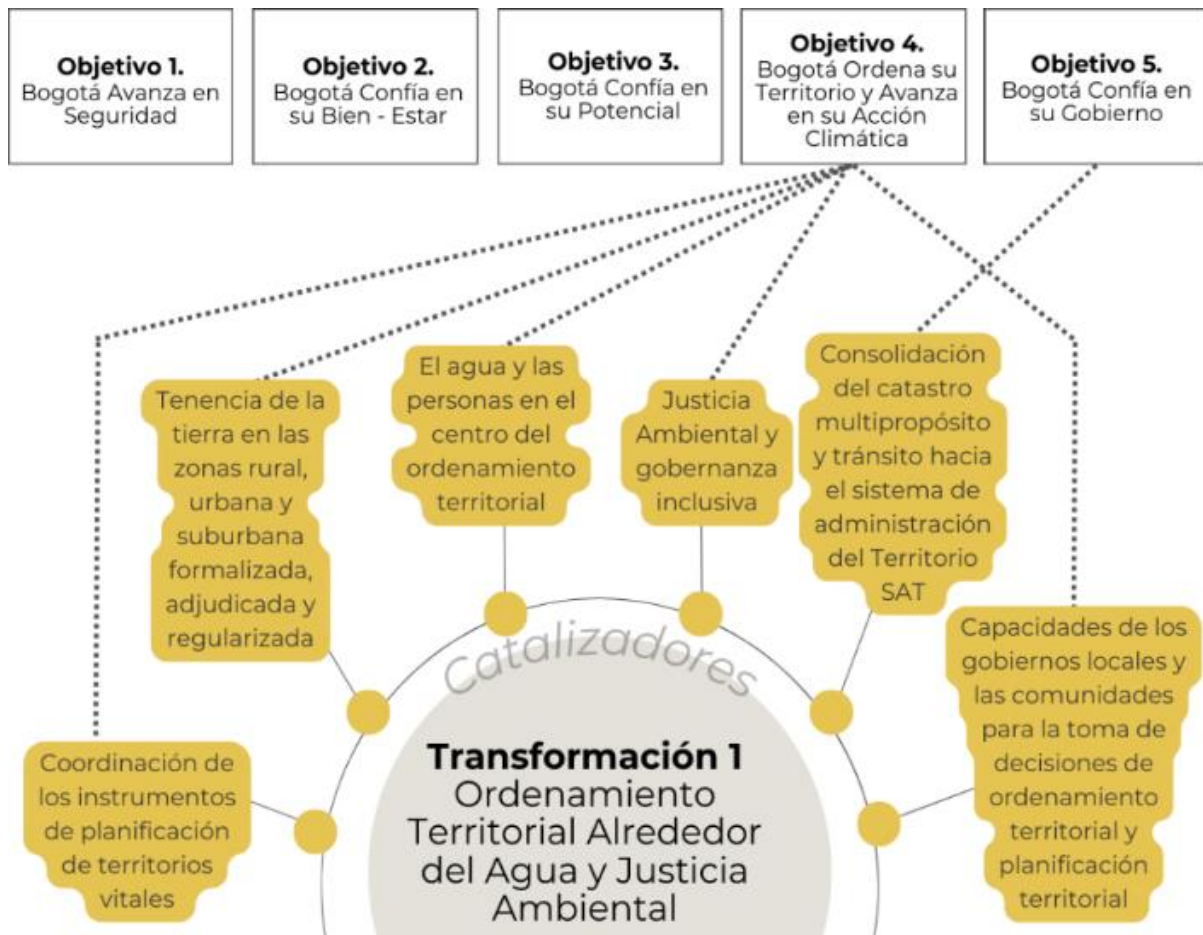 Objetivo 1.
Bogotá Avanza en
Seguridad
Objetivo 2.
Bogotá Confía en
su Bien - Estar
Objetivo 3.
Bogotá Confía en
su Potencial
Objetivo 4.
Bogotá Ordena su
Territorio y Avanza
en su Acción
Climática
Objetivo 5.
Bogotá Confía en
su Gobierno
Coordinación de
los instrumentos
de planificación
de territorios
vitales
Tenencia de la
tierra en las
zonas rural,
urbana y
suburbana
formalizada,
adjudicada y
regularizada
El agua y las
personas en el
centro del
ordenamiento
territorial
Justicia
Ambiental y
gobernanza
inclusiva
Consolidación
del catastro
multipropósito
y tránsito hacia
el sistema de
administración
del Territorio
SAT
Capacidades de los
gobiernos locales y
las comunidades
para la toma de
decisiones de
ordenamiento
territorial y
planificación
territorial
Catalizadores
Transformación 1
Ordenamiento
Territorial Alrededor
del Agua y Justicia
Ambiental